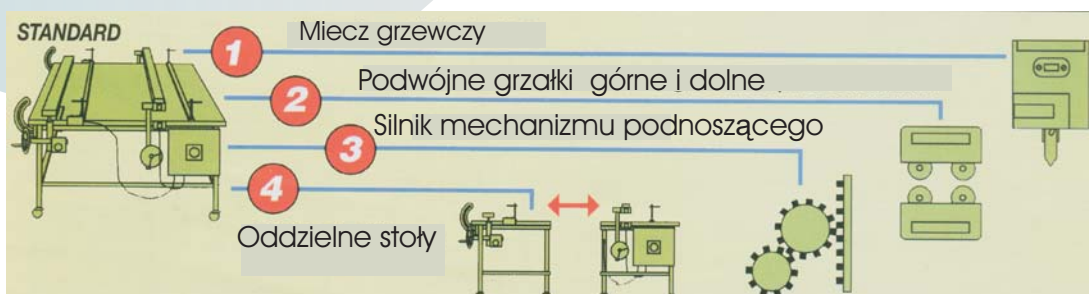 STANDARD
1 Miecz grzewczy
2 Podwójne grzałki górne i dolne
3 Silnik mechanizmu podnoszącego
4
Oddzielne stoły